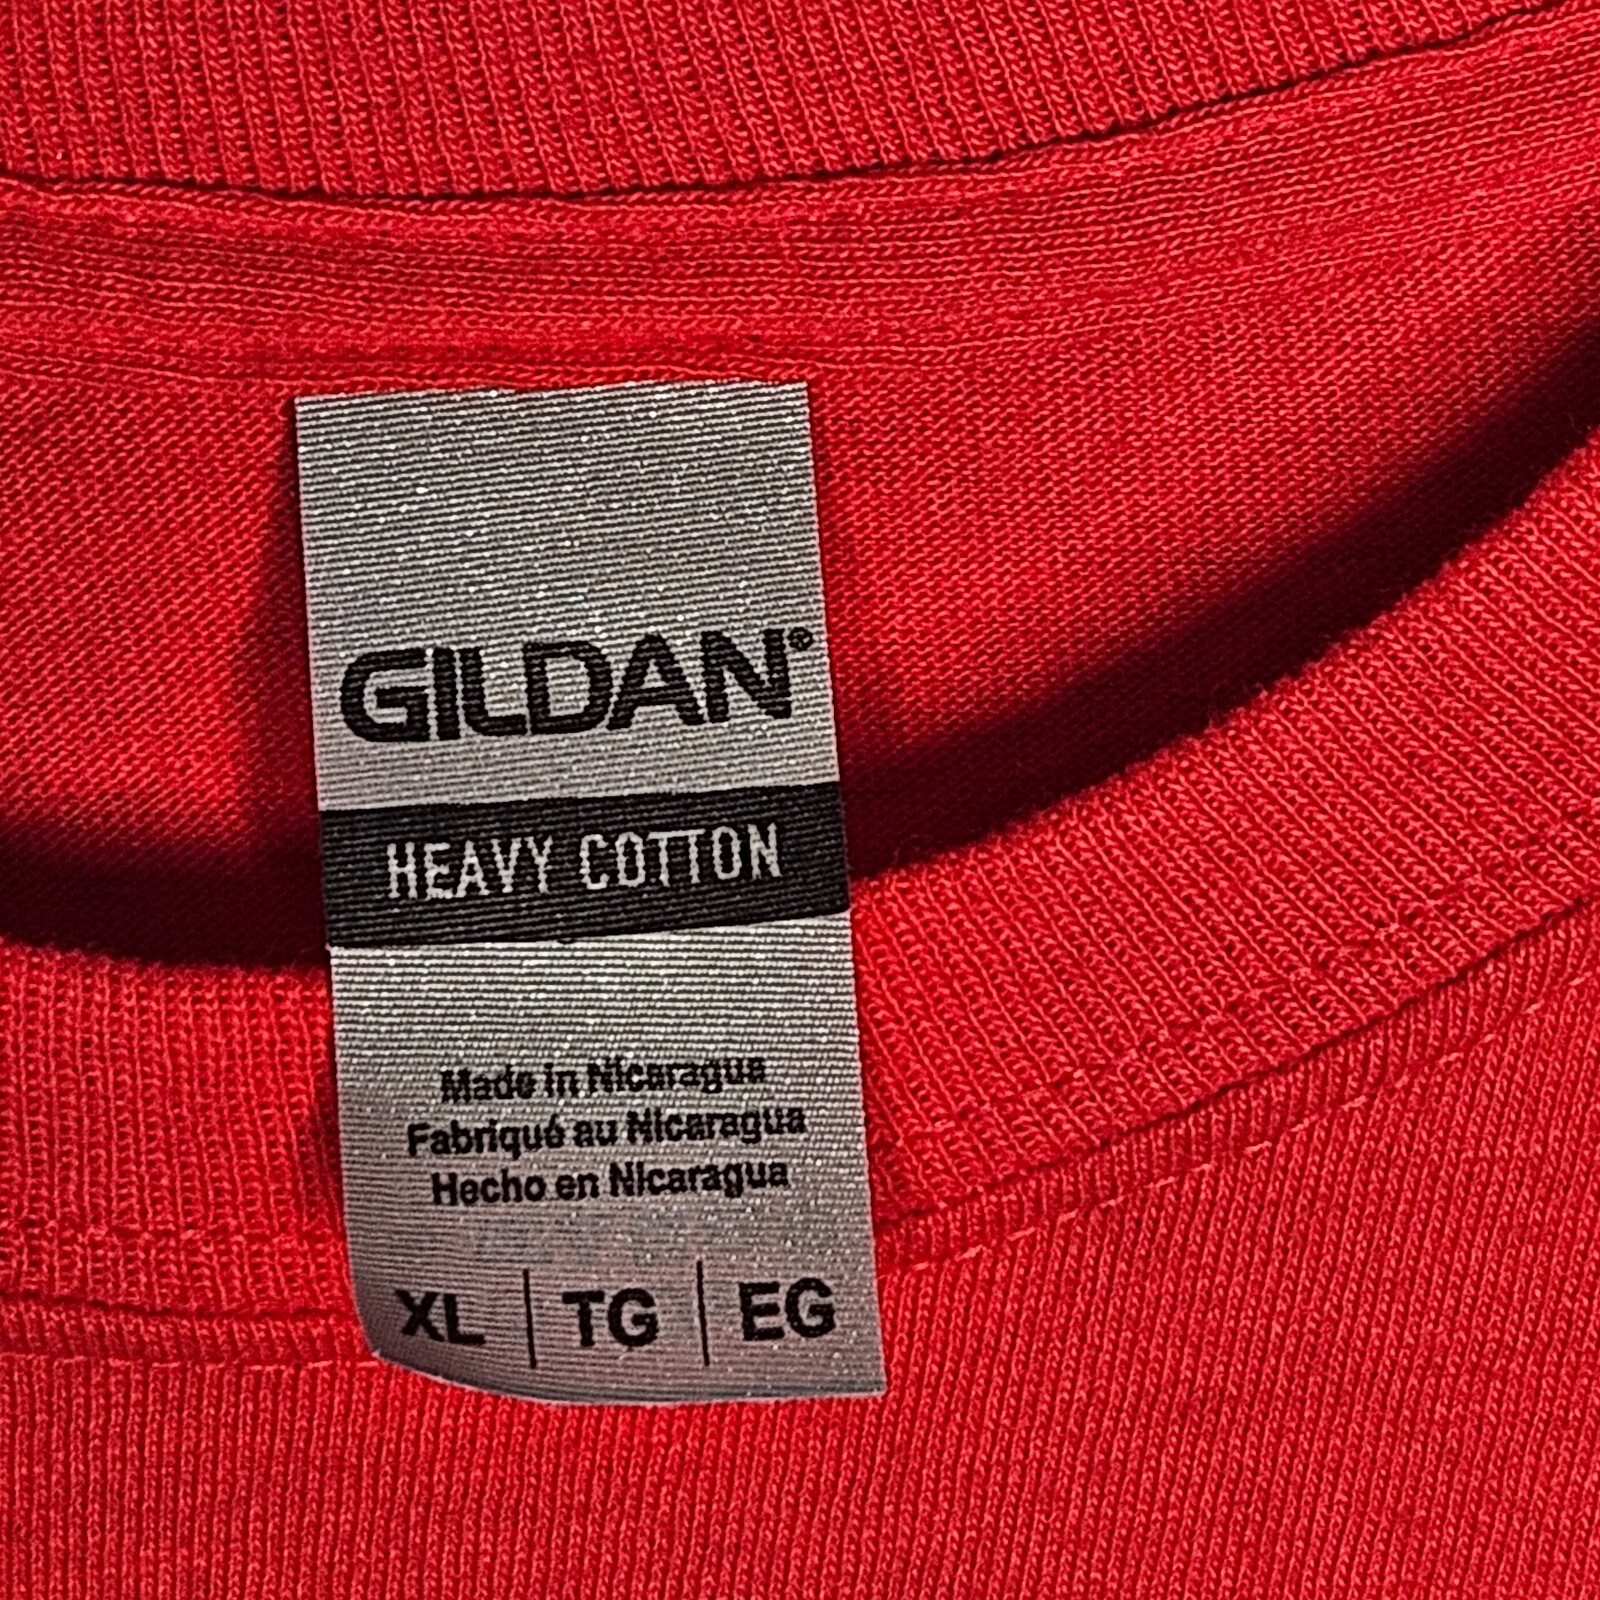 GILDAN®
HEAVY COTTON
Made in Nicaragua
Fabriqué au Nicaragua
Hecho en Nicaragua
XL | TG | EG